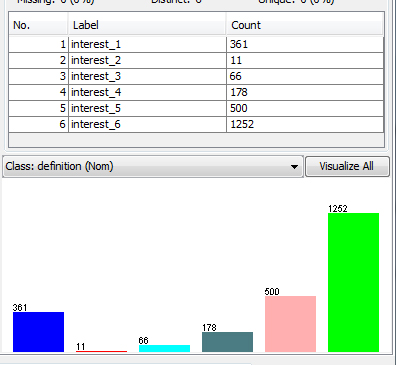 Missing: 0 (0%) Distinct: 6 Unique: 0 (0%)
No. Label Count
1 interest_1 361
2 interest_2 11
3 interest_3 66
4 interest_4 178
5 interest_5 500
6 interest_6 1252
Class: definition (Nom) Visualize All
1252
500
361
178
66
11